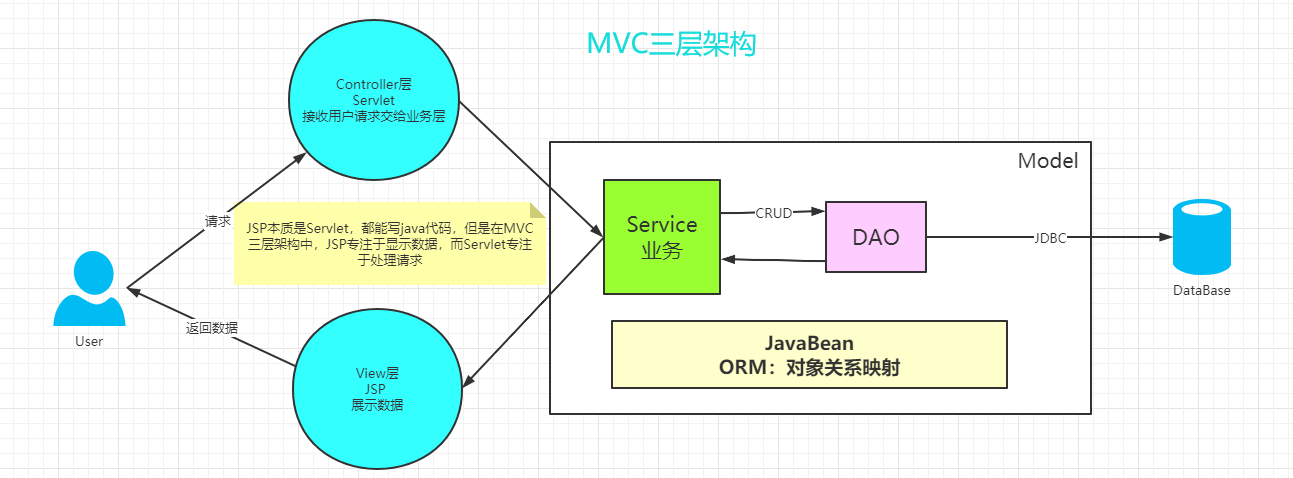 MVC三层架构
Controller层
Servlet
接收用户请求交给业务层
Model
请求
JSP本质是Servlet，都能写java代码，但是在MVC
三层架构中，JSP专注于显示数据，而Servlet专注
于处理请求
Service
业务
CRUD
DAO
JDBC
DataBase
User
返回数据
View层
JSP
展示数据
JavaBean
ORM：对象关系映射